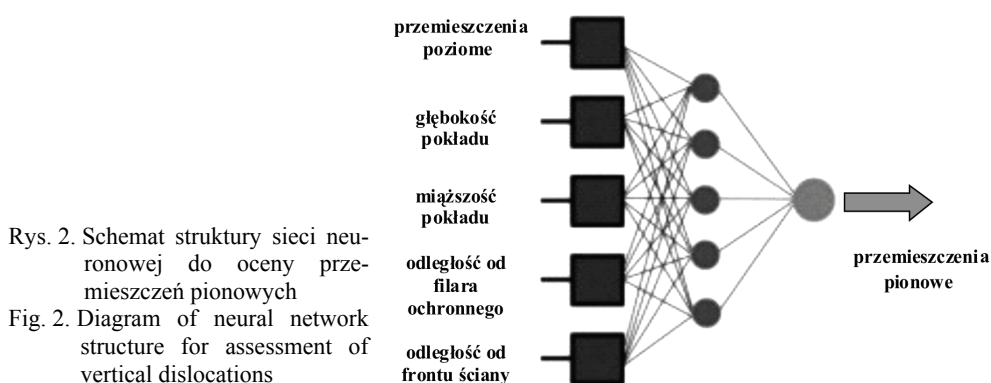 przemieszczenia
poziome
głębokość
pokładu
miąższość
pokładu
odległość od
filara
ochronnego
odległość od
frontu ściany
przemieszczenia
pionowe
Rys. 2. Schemat struktury sieci neu-
ronowej do oceny prze-
mieszczeń pionowych
Fig. 2. Diagram of neural network
structure for assessment of
vertical dislocations